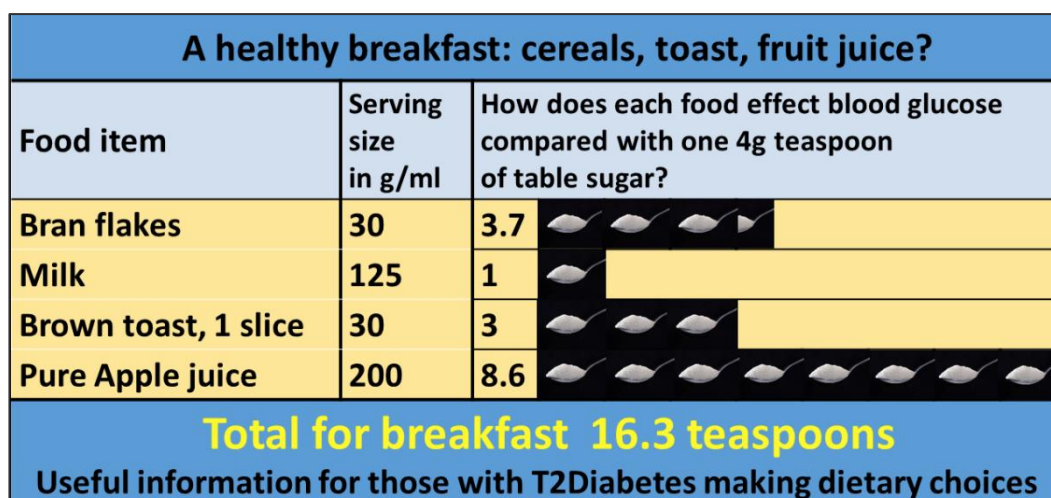 A healthy breakfast: cereals, toast, fruit juice?
Food item
Serving
size
in g/ml
How does each food effect blood glucose
compared with one 4g teaspoon
of table sugar?
Bran flakes 30 3.7
Milk 125 1
Brown toast, 1 slice 30 3
Pure Apple juice 200 8.6
Total for breakfast 16.3 teaspoons
Useful information for those with T2Diabetes making dietary choices